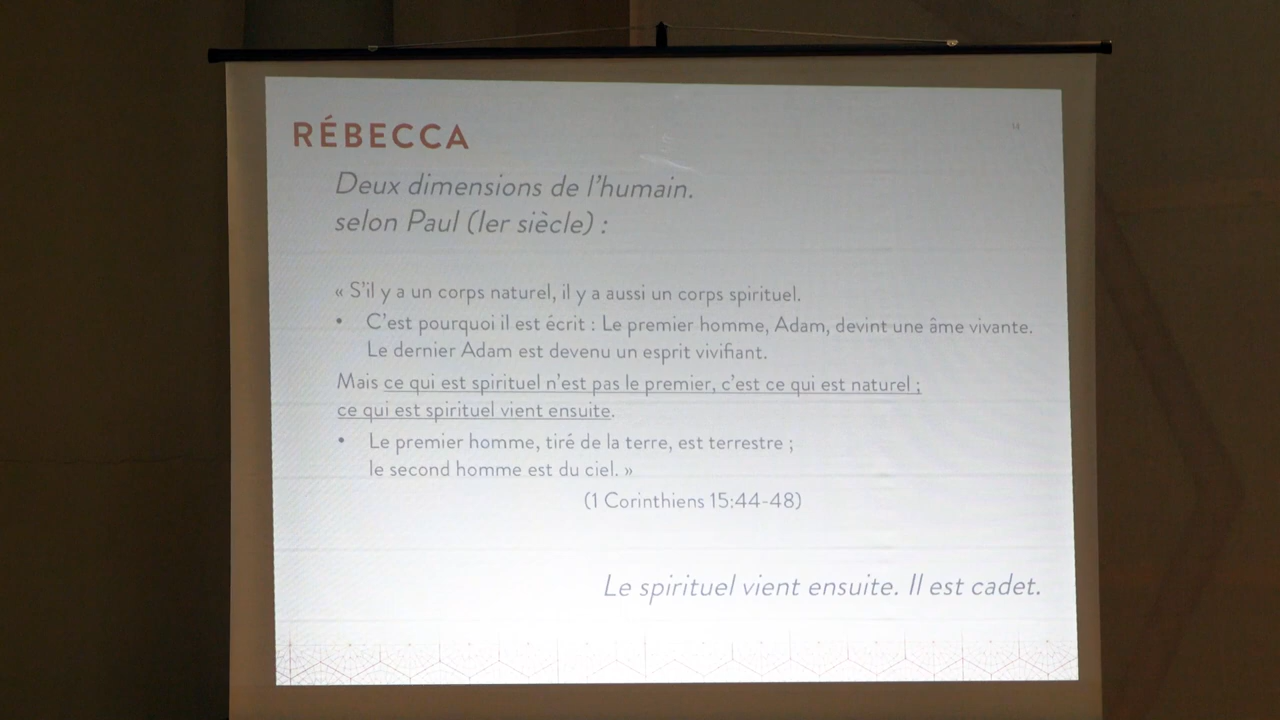 RÉBECCA
Deux dimensions de l'humain.
selon Paul (Ier siècle) :
« S'il y a un corps naturel, il y a aussi un corps spirituel.
• C'est pourquoi il est écrit : Le premier homme, Adam, devint une âme vivante.
Le dernier Adam est devenu un esprit vivifiant.
Mais ce qui est spirituel n'est pas le premier, c'est ce qui est naturel ;
ce qui est spirituel vient ensuite.
• Le premier homme, tiré de la terre, est terrestre ;
le second homme est du ciel. »
(1 Corinthiens 15:44-48)
Le spirituel vient ensuite. Il est cadet.